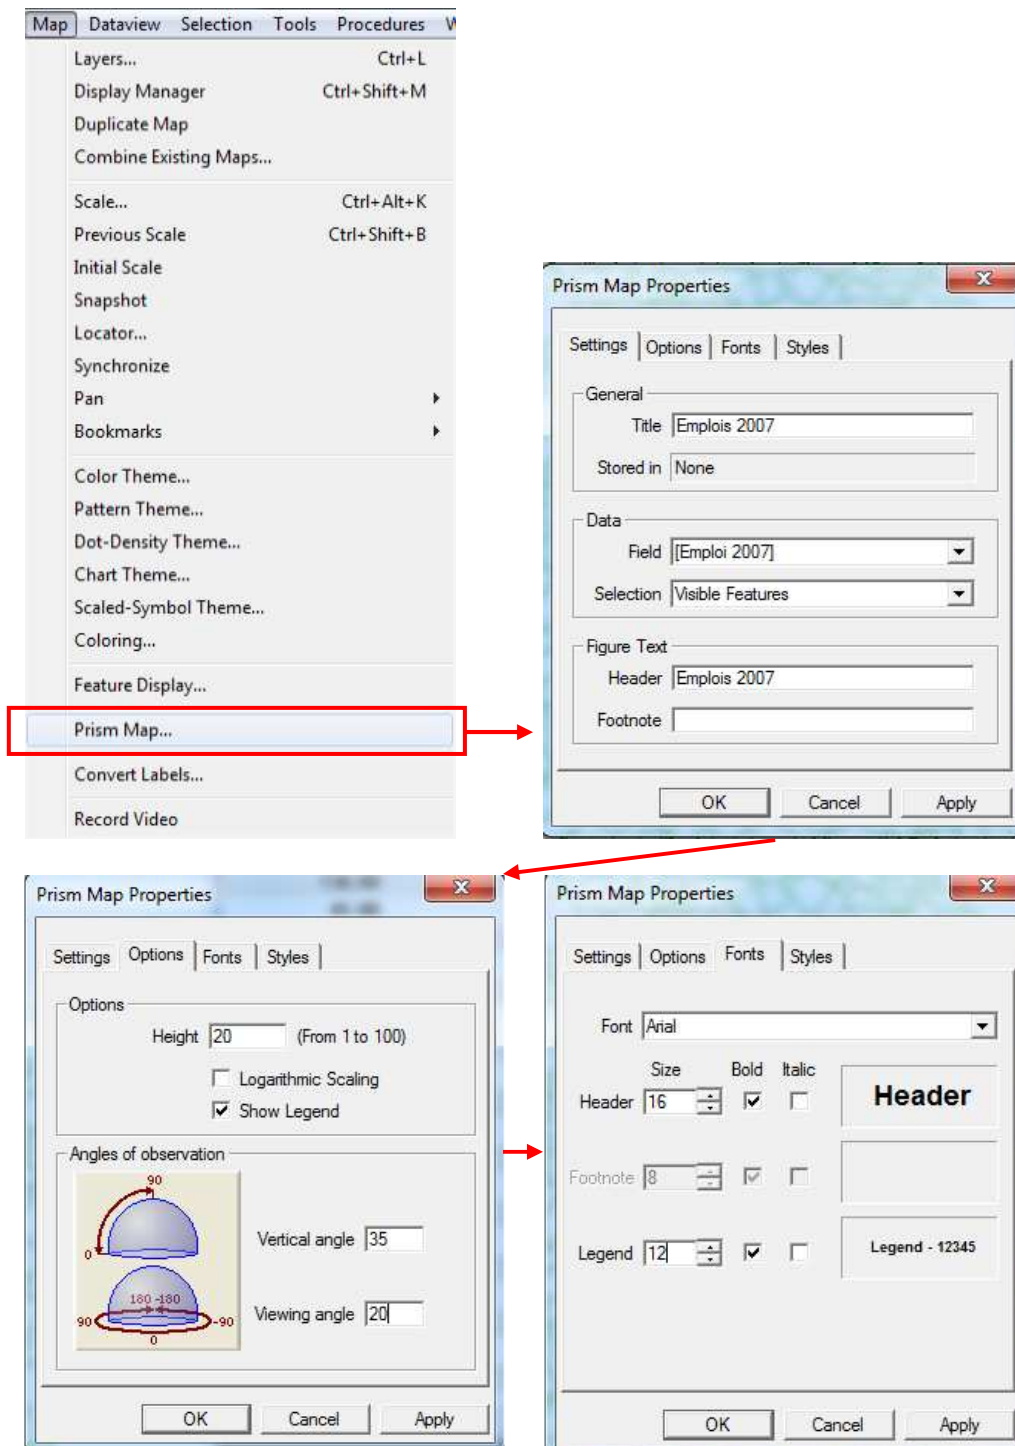 Map Dataview Selection Tools Procedures
Layers... Ctrl+L
Display Manager Ctrl+Shift+M
Duplicate Map
Combine Existing Maps...
Scale... Ctrl+Alt+K
Previous Scale Ctrl+Shift+B
Initial Scale
Snapshot
Locator...
Synchronize
Pan
Bookmarks
Color Theme...
Pattern Theme...
Dot-Density Theme...
Chart Theme...
Scaled-Symbol Theme...
Coloring...
Feature Display...
Prism Map...
Convert Labels...
Record Video
Prism Map Properties
Settings Options Fonts Styles
General
Title Emplois 2007
Stored in None
Data
Field [Emploi 2007]
Selection Visible Features
Figure Text
Header Emplois 2007
Footnote
OK Cancel Apply
Prism Map Properties
Settings Options Fonts Styles
Options
Height 20 (From 1 to 100)
Logarithmic Scaling
Show Legend
Angles of observation
90
0
Vertical angle 35
180 -180
90 -90
0
Viewing angle 20
OK Cancel Apply
Prism Map Properties
Settings Options Fonts Styles
Font Arial
Size Bold Italic
Header 16 Header
Footnote 8
Legend 12 Legend - 12345
OK Cancel Apply